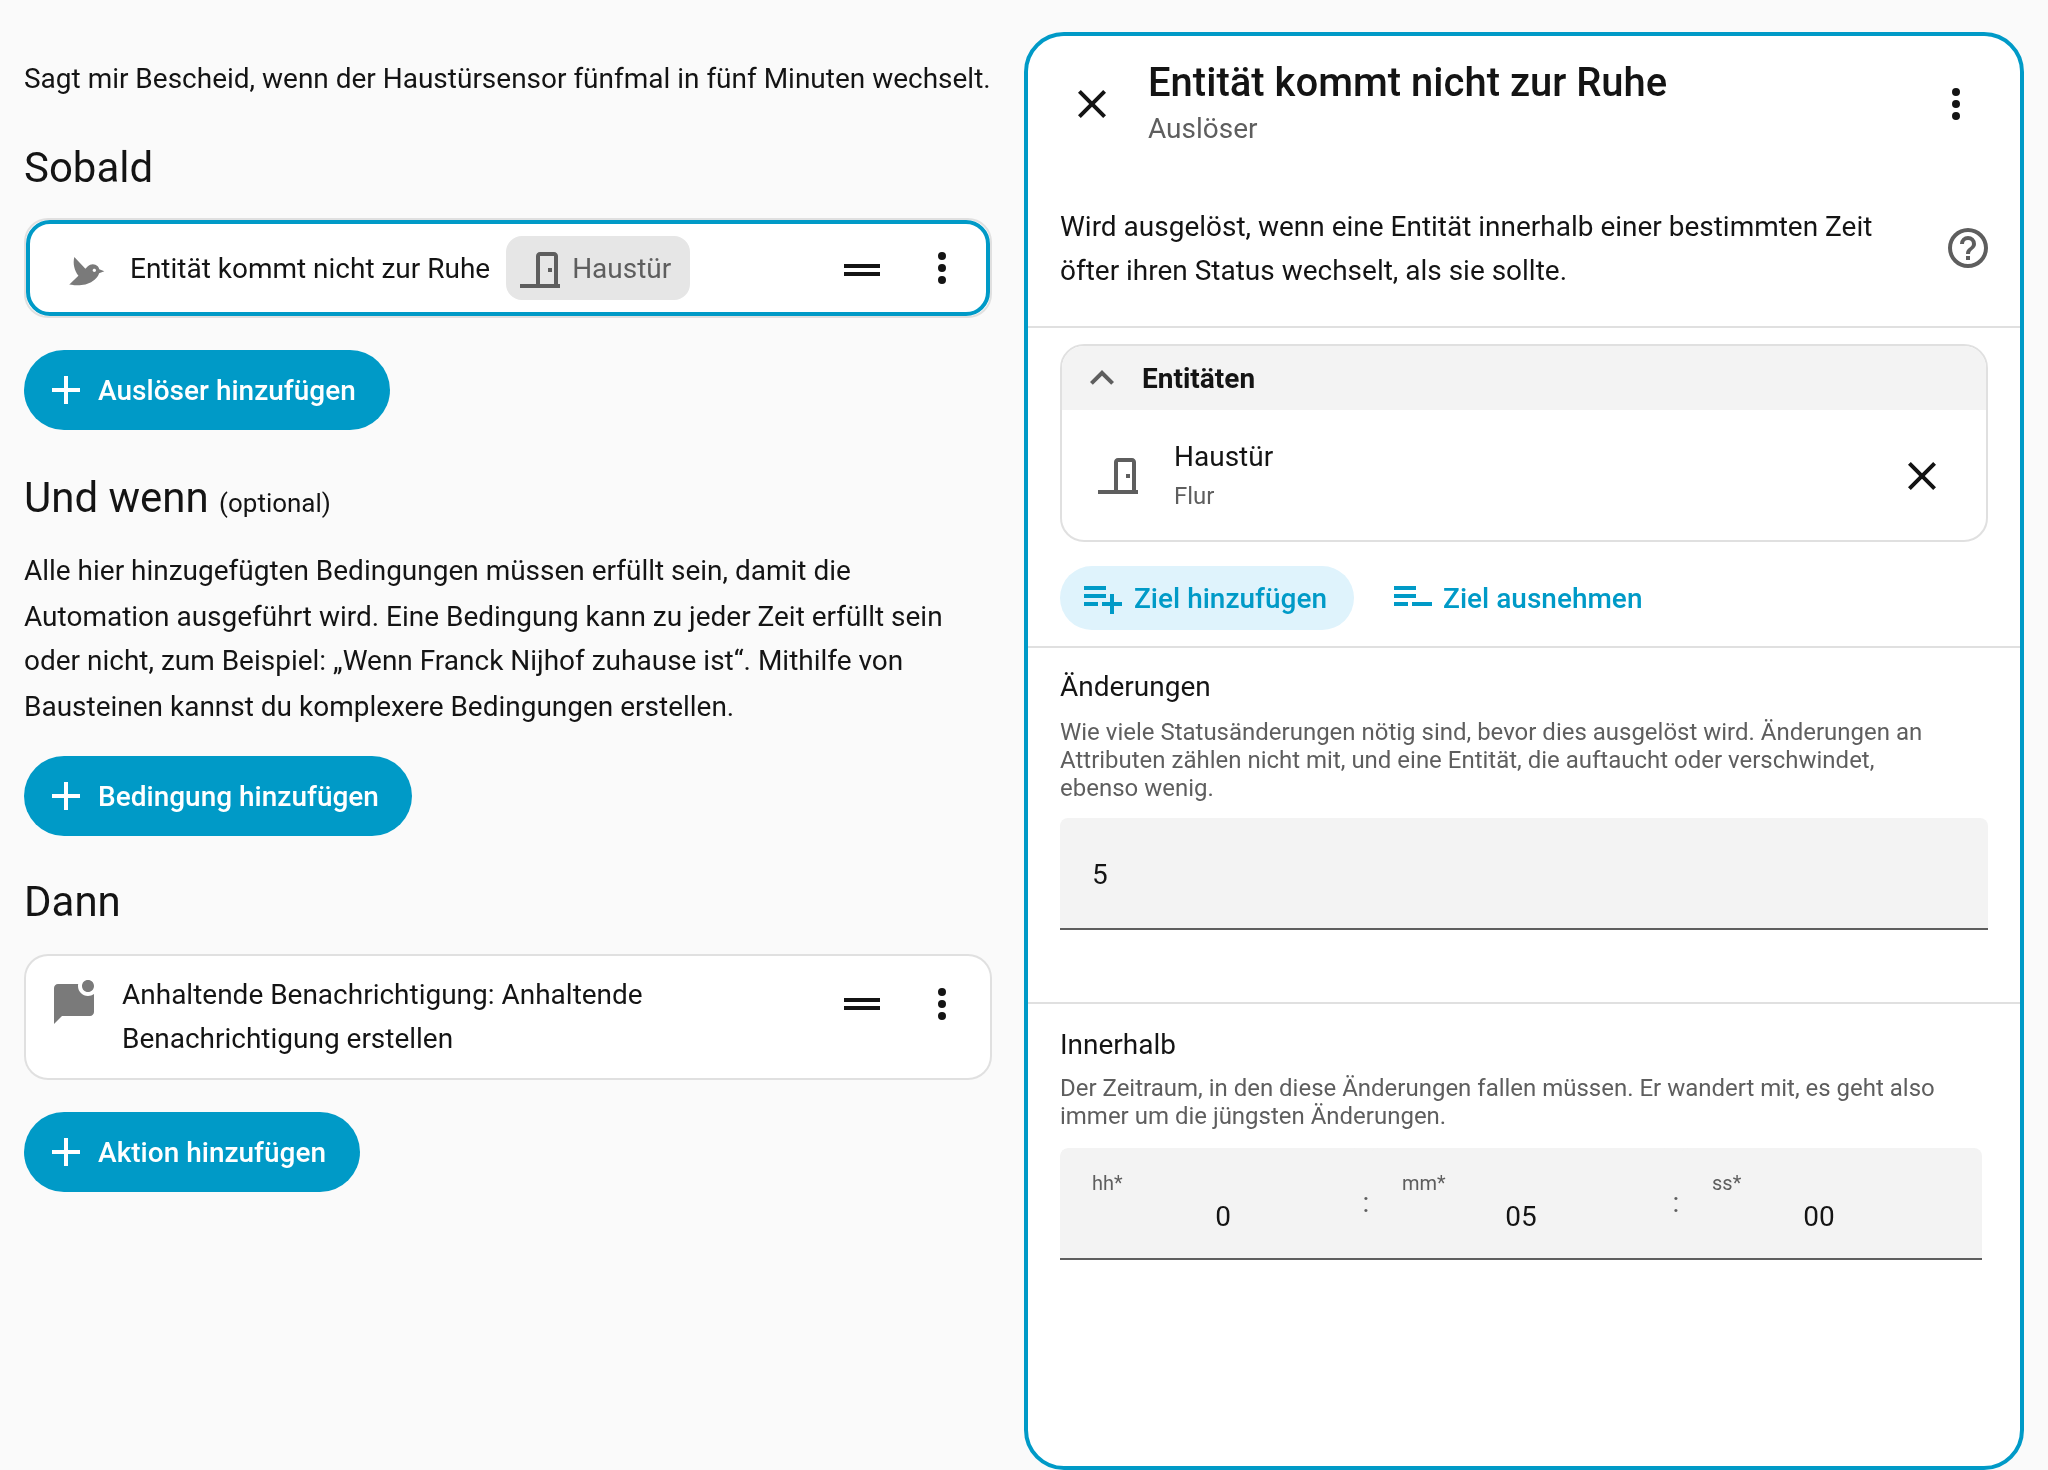 Sagt mir Bescheid, wenn der Haustürsensor fünfmal in fünf Minuten wechselt.
Sobald
Entität kommt nicht zur Ruhe Haustür
Auslöser hinzufügen
Und wenn (optional)
Alle hier hinzugefügten Bedingungen müssen erfüllt sein, damit die
Automation ausgeführt wird. Eine Bedingung kann zu jeder Zeit erfüllt sein
oder nicht, zum Beispiel: „Wenn Franck Nijhof zuhause ist“. Mithilfe von
Bausteinen kannst du komplexere Bedingungen erstellen.
Bedingung hinzufügen
Dann
Anhaltende Benachrichtigung: Anhaltende
Benachrichtigung erstellen
Aktion hinzufügen
Entität kommt nicht zur Ruhe
Auslöser
Wird ausgelöst, wenn eine Entität innerhalb einer bestimmten Zeit
öfter ihren Status wechselt, als sie sollte.
Entitäten
Haustür
Flur
Ziel hinzufügen Ziel ausnehmen
Änderungen
Wie viele Statusänderungen nötig sind, bevor dies ausgelöst wird. Änderungen an
Attributen zählen nicht mit, und eine Entität, die auftaucht oder verschwindet,
ebenso wenig.
5
Innerhalb
Der Zeitraum, in den diese Änderungen fallen müssen. Er wandert mit, es geht also
immer um die jüngsten Änderungen.
hh* mm* ss*
0 : 05 : 00